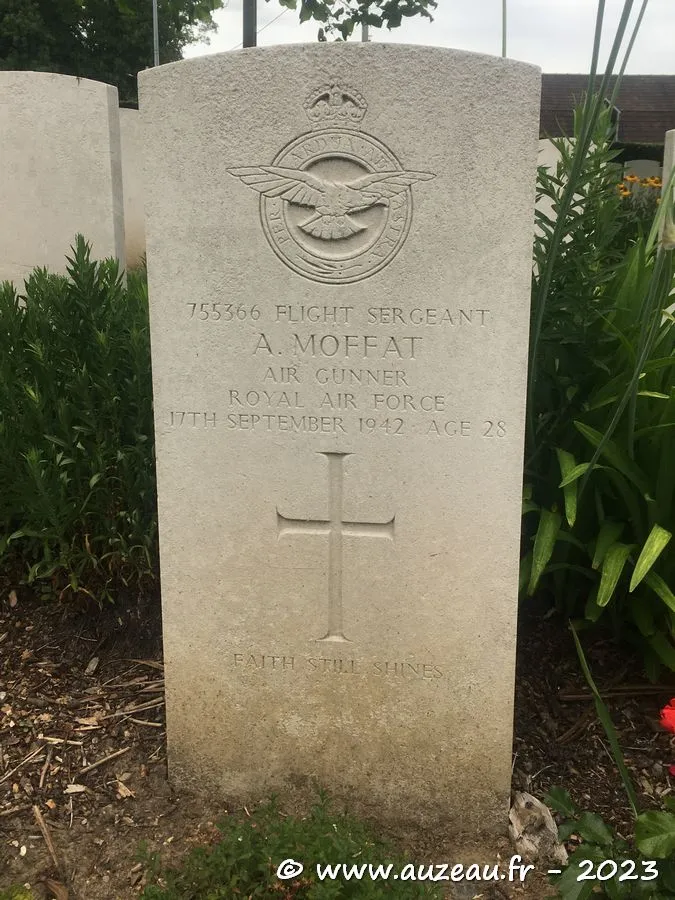 PER ARDUA AD ASTRA
755366 FLIGHT SERGEANT
A. MOFFAT
AIR GUNNER
ROYAL AIR FORCE
17TH SEPTEMBER 1942 AGE 28
FAITH STILL SHINES
© www.auzeau.fr - 2023